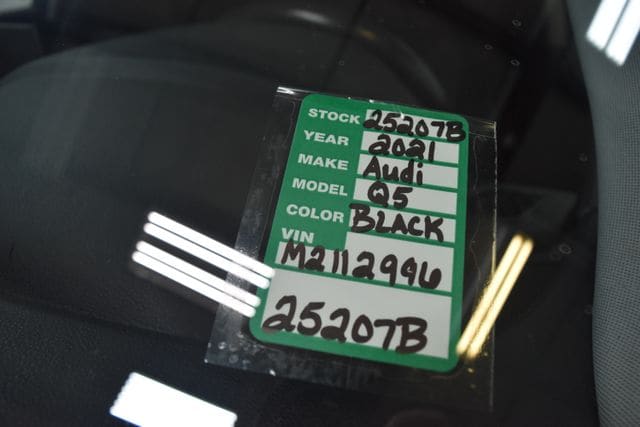 STOCK 25207B
YEAR 2021
MAKE Audi
MODEL Q5
COLOR BLACK
VIN
M2112996
25207B